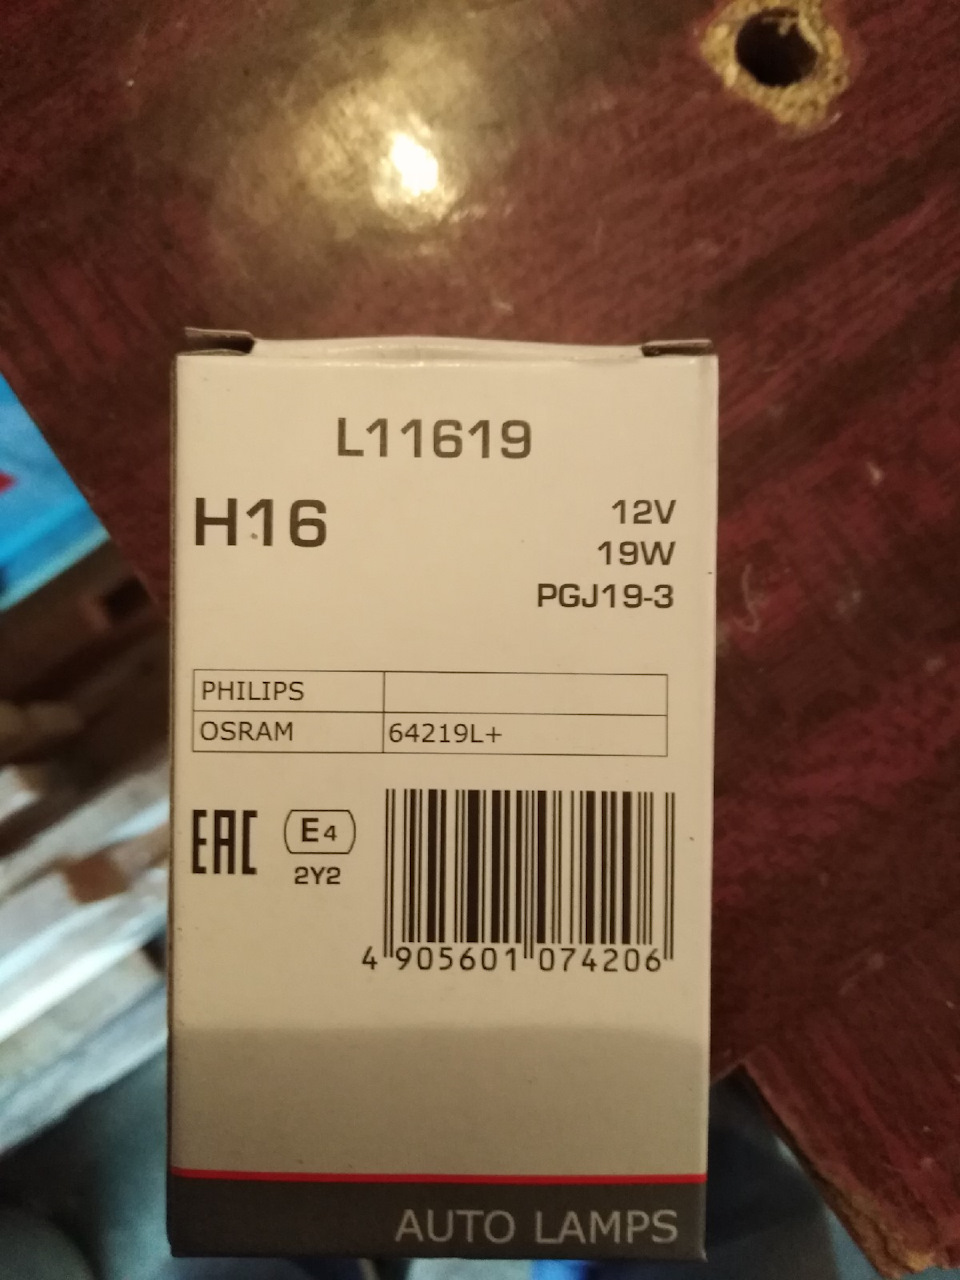 L11619
H16
12V
19W
PGJ19-3
PHILIPS
OSRAM 64219L+
EAC E4
2Y2
4 905601 074206
AUTO LAMPS